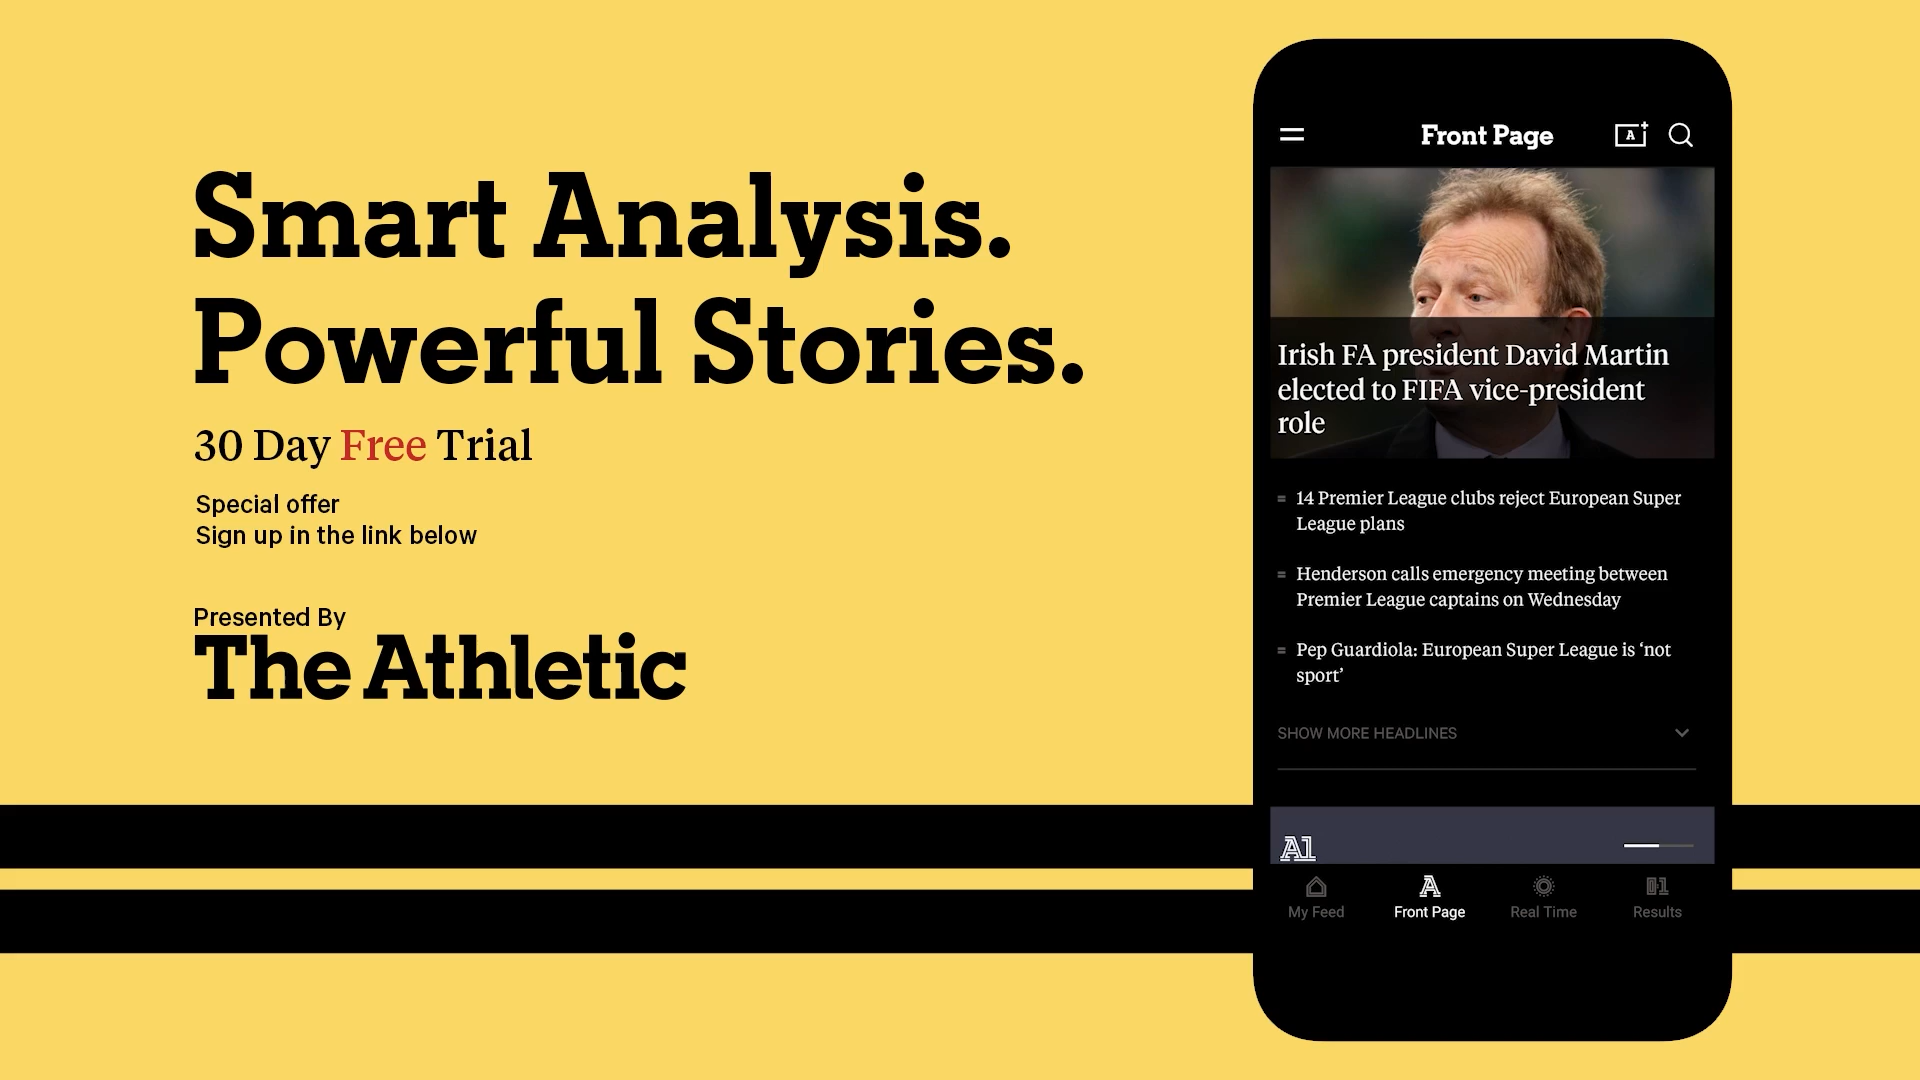 Smart Analysis.
Powerful Stories.
30 Day Free Trial
Special offer
Sign up in the link below
Presented By
The Athletic
Front Page
A
Irish FA president David Martin
elected to FIFA vice-president
role
14 Premier League clubs reject European Super
League plans
Henderson calls emergency meeting between
Premier League captains on Wednesday
Pep Guardiola: European Super League is ‘not
sport’
SHOW MORE HEADLINES
A1
A
0-1
My Feed
Front Page
Real Time
Results